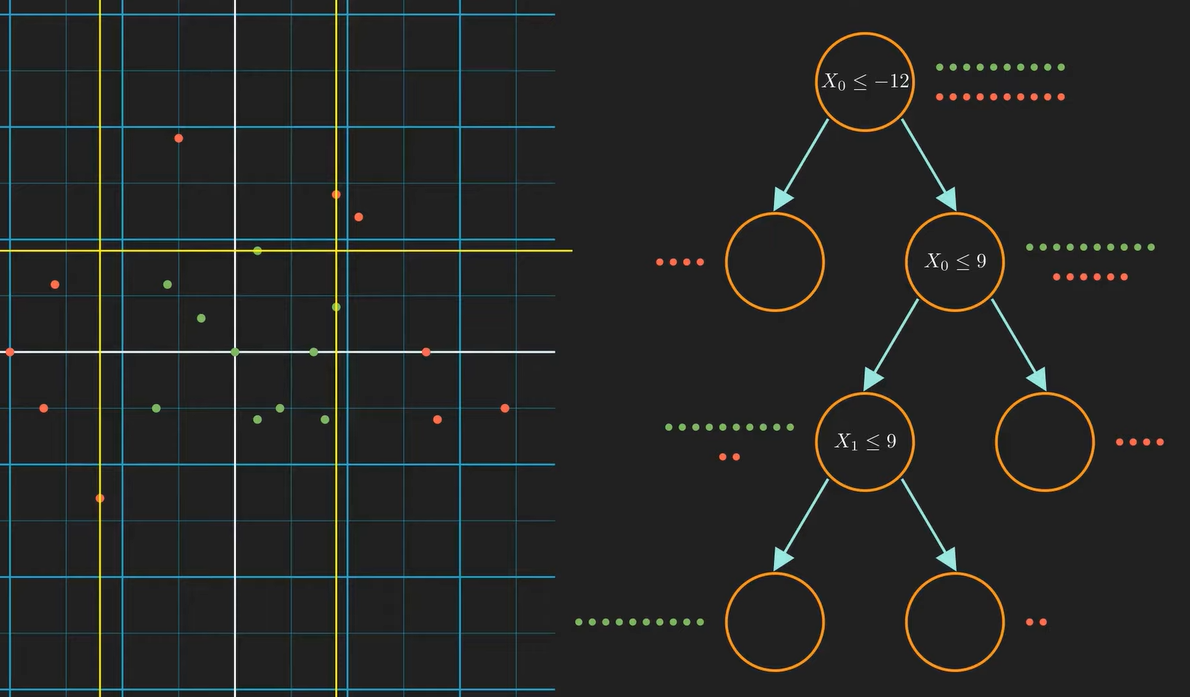 X₀ ≤ −12
X₀ ≤ 9
X₁ ≤ 9